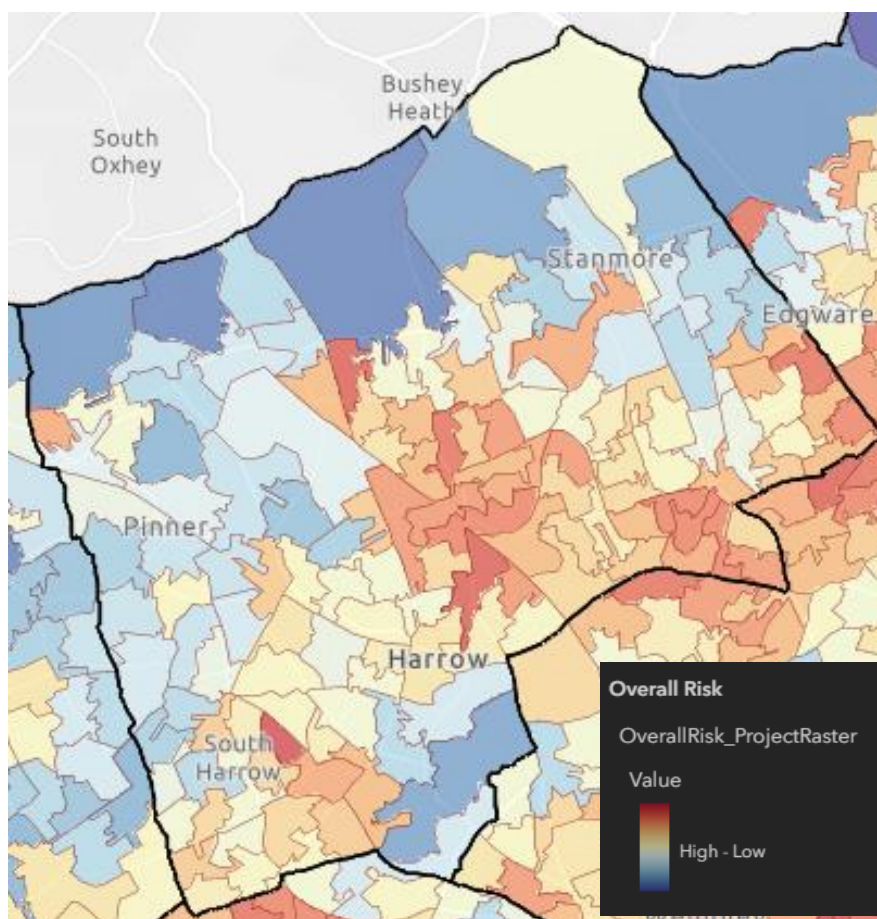 Bushey
Heath
South
Oxhey
Stanmore
Edgware
Pinner
Harrow
South
Harrow
Overall Risk
OverallRisk_ProjectRaster
Value
High - Low